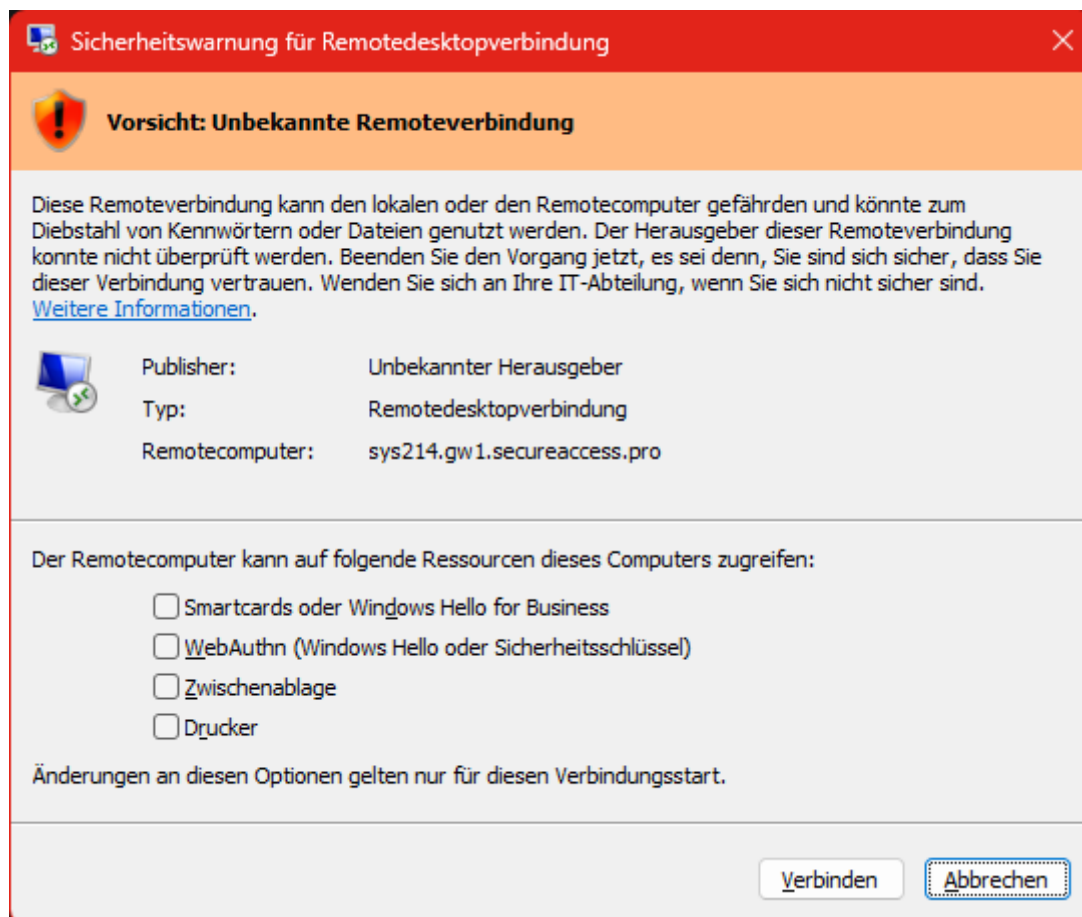 Sicherheitswarnung für Remotedesktopverbindung
Vorsicht: Unbekannte Remoteverbindung
Diese Remoteverbindung kann den lokalen oder den Remotecomputer gefährden und könnte zum
Diebstahl von Kennwörtern oder Dateien genutzt werden. Der Herausgeber dieser Remoteverbindung
konnte nicht überprüft werden. Beenden Sie den Vorgang jetzt, es sei denn, Sie sind sich sicher, dass Sie
dieser Verbindung vertrauen. Wenden Sie sich an Ihre IT-Abteilung, wenn Sie sich nicht sicher sind.
Weitere Informationen.
Publisher: Unbekannter Herausgeber
Typ: Remotedesktopverbindung
Remotecomputer: sys214.gw1.secureaccess.pro
Der Remotecomputer kann auf folgende Ressourcen dieses Computers zugreifen:
Smartcards oder Windows Hello for Business
WebAuthn (Windows Hello oder Sicherheitsschlüssel)
Zwischenablage
Drucker
Änderungen an diesen Optionen gelten nur für diesen Verbindungsstart.
Verbinden Abbrechen